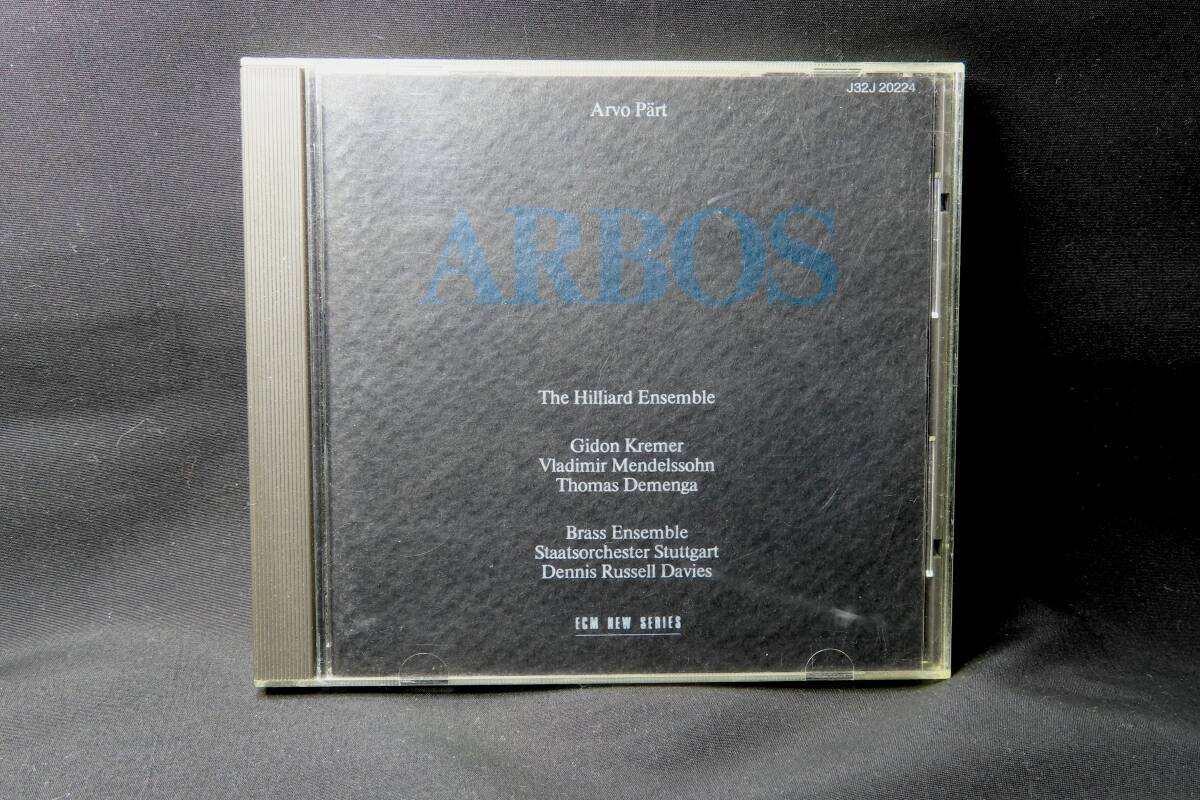 J32J 20224
Arvo Pärt
ARBOS
The Hilliard Ensemble
Gidon Kremer
Vladimir Mendelssohn
Thomas Demenga
Brass Ensemble
Staatsorchester Stuttgart
Dennis Russell Davies
ECM NEW SERIES